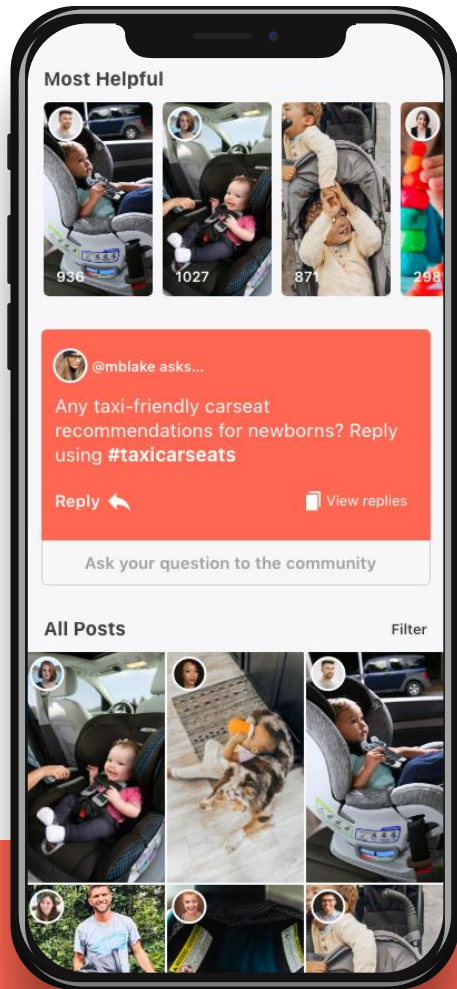 Most Helpful
936
1027
871
298
@mblake asks...
Any taxi-friendly carseat
recommendations for newborns? Reply
using #taxicarseats
Reply
View replies
Ask your question to the community
All Posts
Filter